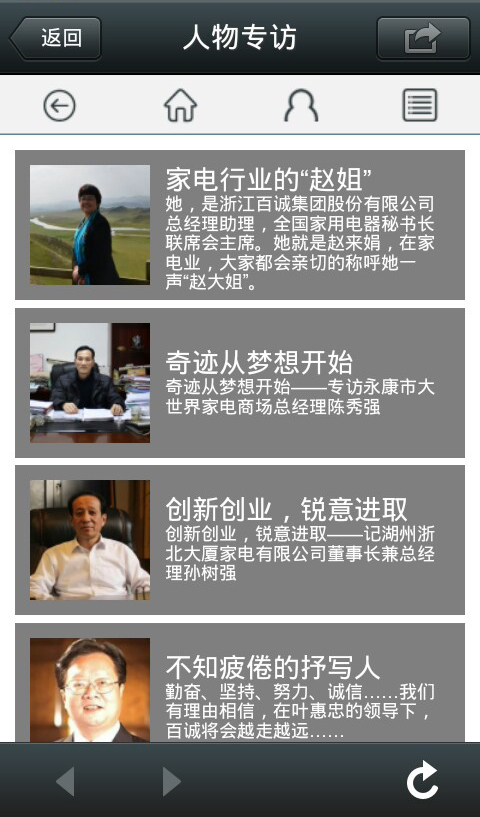 返回
人物专访
家电行业的“赵姐”
她，是浙江百诚集团股份有限公司
总经理助理，全国家用电器秘书长
联席会主席。她就是赵来娟，在家
电业，大家都会亲切的称呼她一
声“赵大姐”。
奇迹从梦想开始
奇迹从梦想开始——专访永康市大
世界家电商场总经理陈秀强
创新创业，锐意进取
创新创业，锐意进取——记湖州浙
北大厦家电有限公司董事长兼总经
理孙树强
不知疲倦的抒写人
勤奋、坚持、努力、诚信……我们
有理由相信，在叶惠忠的领导下，
百诚将会越走越远……